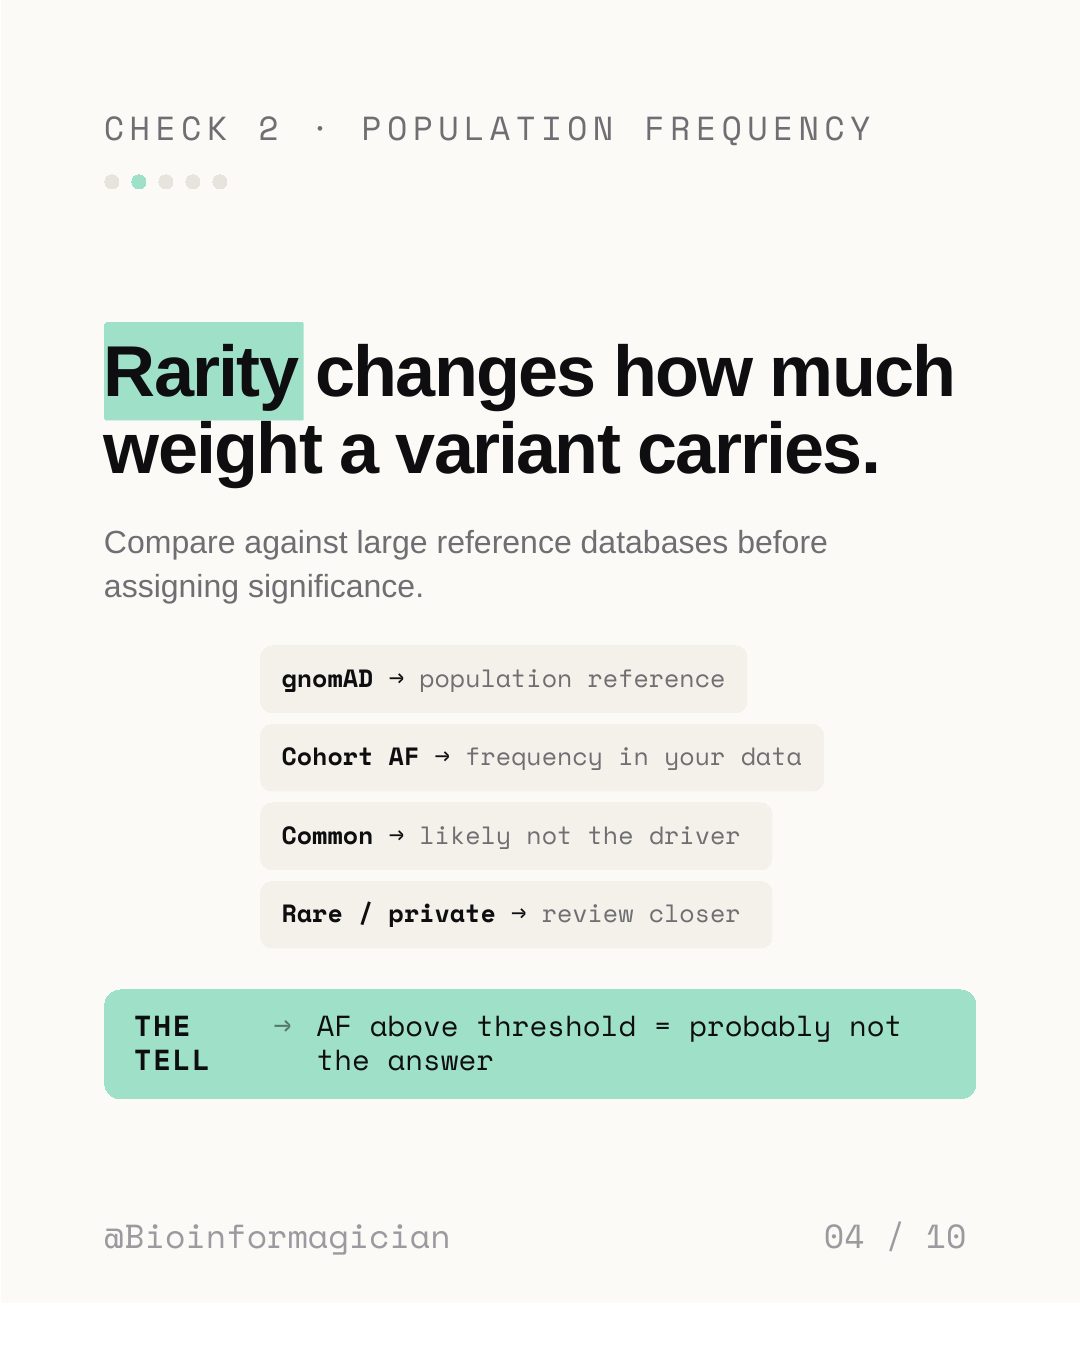 CHECK 2 · POPULATION FREQUENCY
Rarity changes how much
weight a variant carries.
Compare against large reference databases before
assigning significance.
gnomAD → population reference
Cohort AF → frequency in your data
Common → likely not the driver
Rare / private → review closer
THE TELL → AF above threshold = probably not
the answer
@Bioinformagician
04 / 10